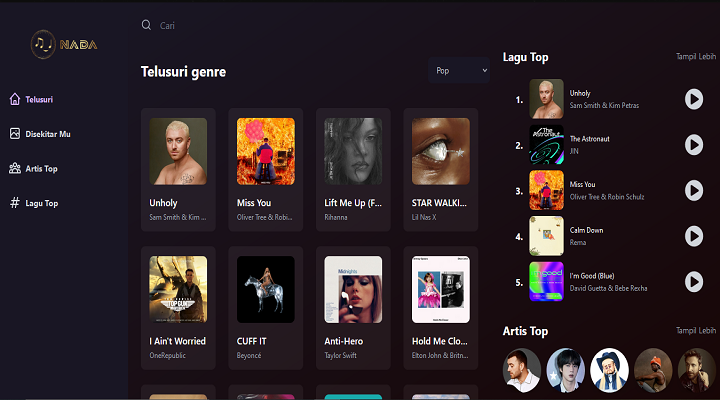 NADA
Telusuri
Disekitar Mu
Artis Top
Lagu Top
Cari
Telusuri genre
Pop
Unholy
Sam Smith & Kim ...
Miss You
Oliver Tree & Robi...
Lift Me Up (F...
Rihanna
STAR WALKI...
Lil Nas X
I Ain't Worried
OneRepublic
CUFF IT
Beyoncé
Midnights
Anti-Hero
Taylor Swift
Hold Me Clo...
Elton John & Britn...
Lagu Top
Tampil Lebih
1.
Unholy
Sam Smith & Kim Petras
2.
The Astronaut
The Astronaut
JIN
3.
Miss You
Oliver Tree & Robin Schulz
4.
Calm Down
Rema
5.
I'm Good (Blue)
David Guetta & Bebe Rexha
Artis Top
Tampil Lebih